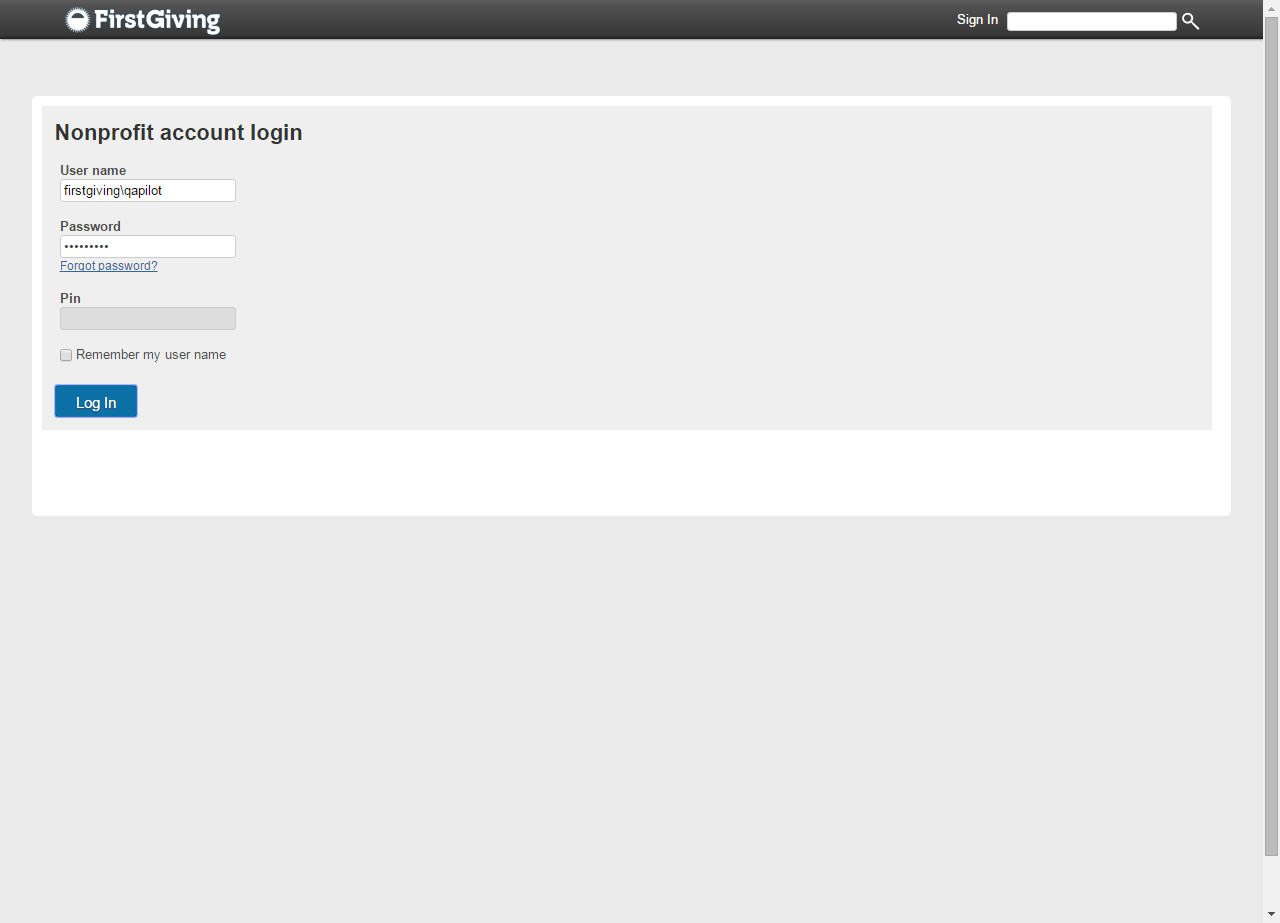 FirstGiving
Sign In
Nonprofit account login
User name
firstgiving\qapilot
Password
•••••••••
Forgot password?
Pin
Remember my user name
Log In